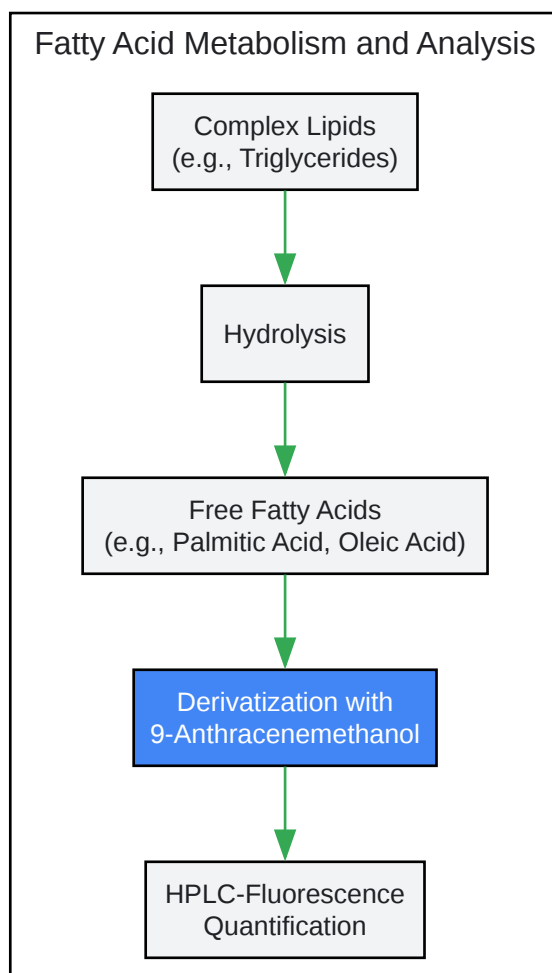 Fatty Acid Metabolism and Analysis
Complex Lipids
(e.g., Triglycerides)
Hydrolysis
Free Fatty Acids
(e.g., Palmitic Acid, Oleic Acid)
Derivatization with
9-Anthracenemethanol
HPLC-Fluorescence
Quantification